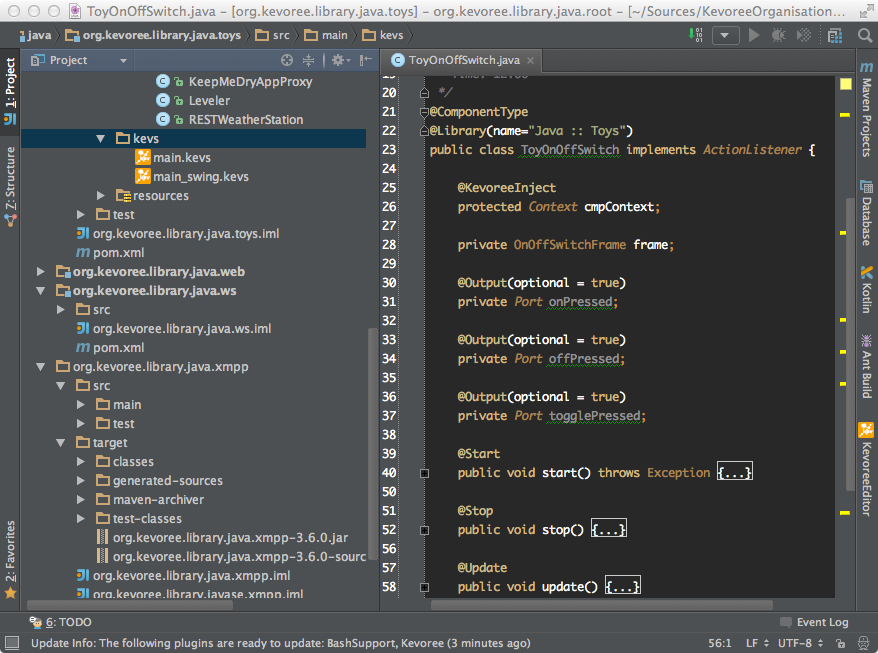 ToyOnOffSwitch.java – [org.kevoree.library.java.toys] – org.kevoree.library.java.root – [~/Sources/KevoreeOrganisation...
java
org.kevoree.library.java.toys
src
main
kevs
1: Project
Z: Structure
2: Favorites
Project
KeepMeDryAppProxy
Leveler
RESTWeatherStation
kevs
main.kevs
main_swing.kevs
resources
test
org.kevoree.library.java.toys.iml
pom.xml
org.kevoree.library.java.web
org.kevoree.library.java.ws
src
org.kevoree.library.java.ws.iml
pom.xml
org.kevoree.library.java.xmpp
src
main
test
target
classes
generated-sources
maven-archiver
test-classes
org.kevoree.library.java.xmpp-3.6.0.jar
org.kevoree.library.java.xmpp-3.6.0-sourc
org.kevoree.library.java.xmpp.iml
org.kevoree.library.javase.xmpp.iml
ToyOnOffSwitch.java
20 */
21 @ComponentType
22 @Library(name="Java :: Toys")
23 public class ToyOnOffSwitch implements ActionListener {
24
25 @KevoreeInject
26 protected Context cmpContext;
27
28 private OnOffSwitchFrame frame;
29
30 @Output(optional = true)
31 private Port onPressed;
32
33 @Output(optional = true)
34 private Port offPressed;
35
36 @Output(optional = true)
37 private Port togglePressed;
38
39 @Start
40 public void start() throws Exception {...}
50
51 @Stop
52 public void stop() {...}
56
57 @Update
58 public void update() {...}
Maven Projects
Database
Kotlin
Ant Build
KevoreeEditor
6: TODO
Event Log
Update Info: The following plugins are ready to update: BashSupport, Kevoree (3 minutes ago)
56:1
LF
UTF-8